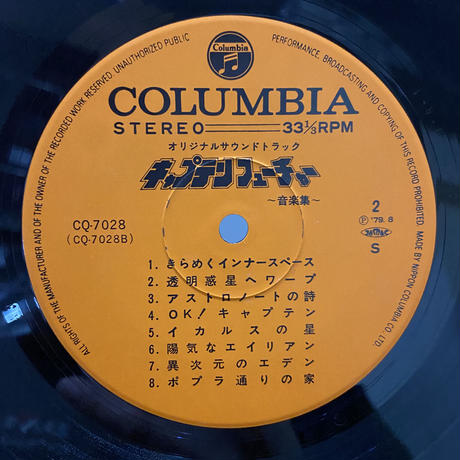 Columbia
COLUMBIA
STEREO 33⅓RPM
オリジナルサウンドトラック
キャプテンフューチャー
〜音楽集〜
CQ-7028
(CQ-7028B)
2
Ⓟ'79.8
S
1. きらめくインナースペース
2. 透明惑星へワープ
3. アストロノートの詩
4. OK! キャプテン
5. イカルスの星
6. 陽気なエイリアン
7. 異次元のエデン
8. ポプラ通りの家
ALL RIGHTS OF THE MANUFACTURER AND OF THE OWNER OF THE RECORDED WORK RESERVED. UNAUTHORIZED PUBLIC PERFORMANCE, BROADCASTING AND COPYING OF THIS RECORD PROHIBITED. MADE BY NIPPON COLUMBIA CO., LTD.